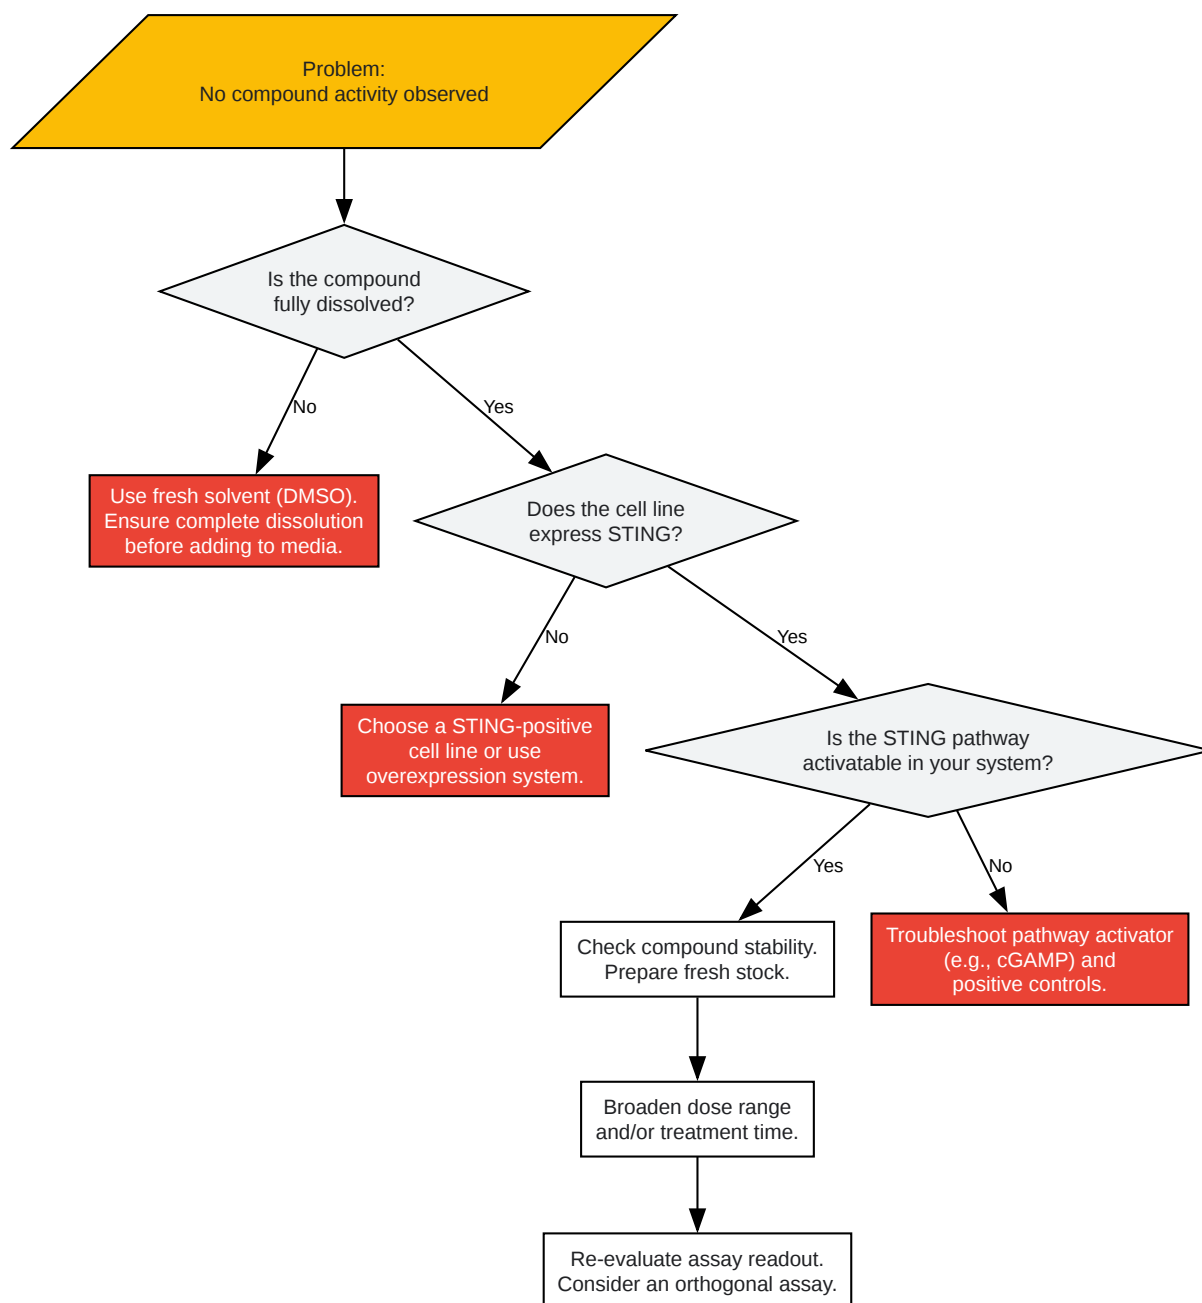 Problem:
No compound activity observed
Is the compound
fully dissolved?
No
Yes
Use fresh solvent (DMSO).
Ensure complete dissolution
before adding to media.
Does the cell line
express STING?
No
Yes
Choose a STING-positive
cell line or use
overexpression system.
Is the STING pathway
activatable in your system?
Yes
No
Check compound stability.
Prepare fresh stock.
Troubleshoot pathway activator
(e.g., cGAMP) and
positive controls.
Broaden dose range
and/or treatment time.
Re-evaluate assay readout.
Consider an orthogonal assay.